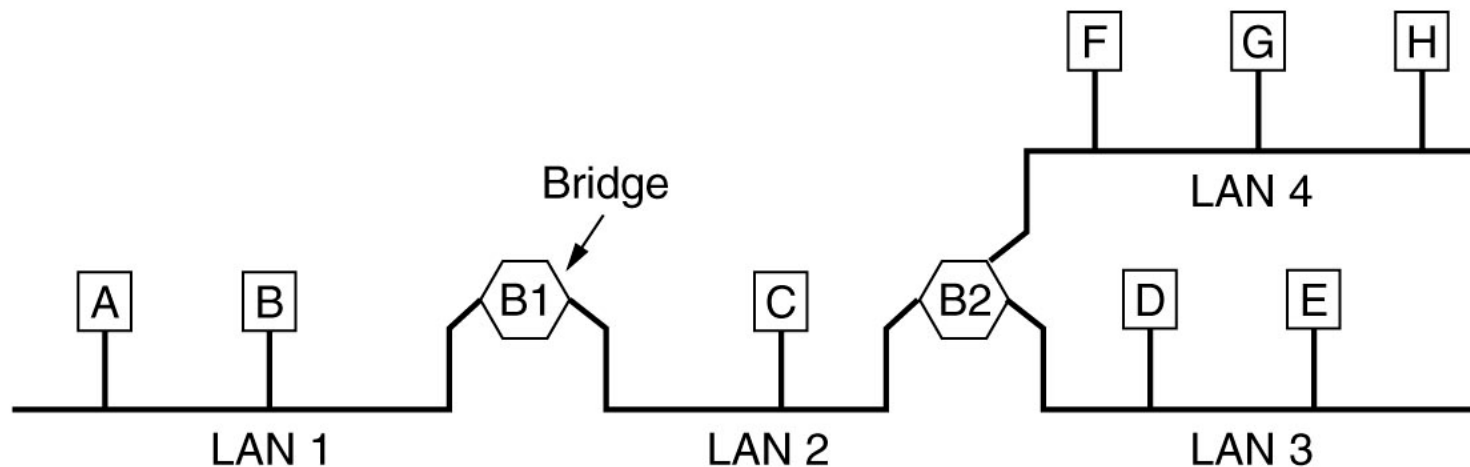 F G H
LAN 4
Bridge
A B B1 C B2 D E
LAN 1 LAN 2 LAN 3